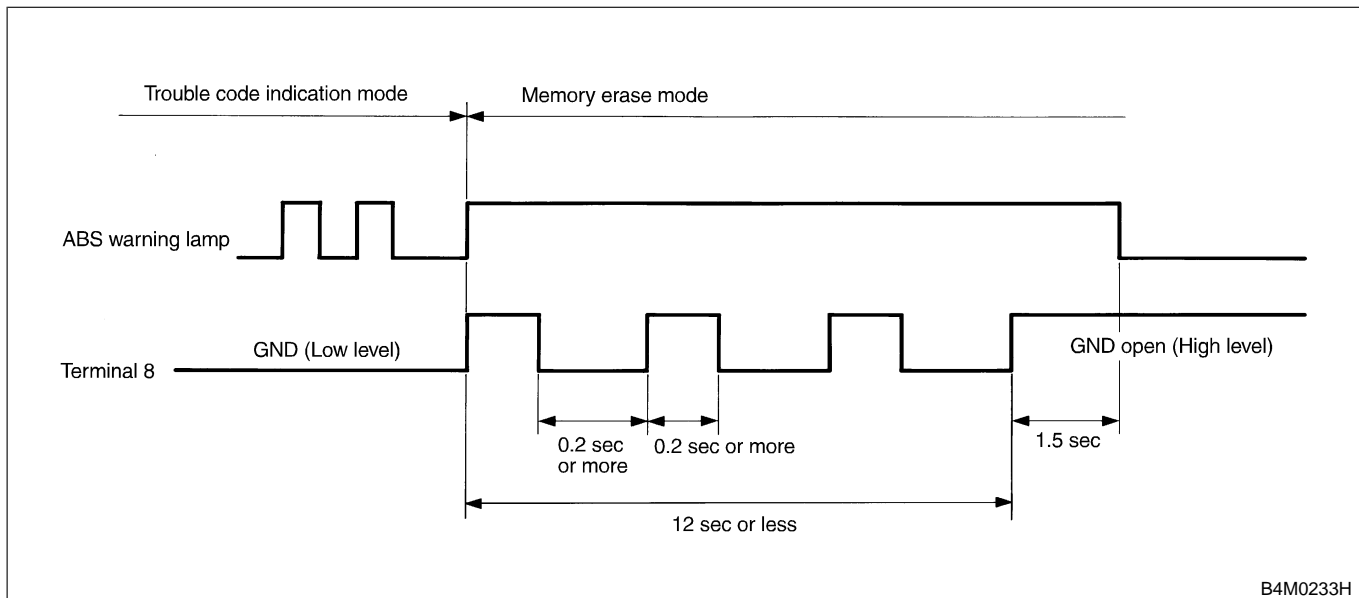 Trouble code indication mode
Memory erase mode
ABS warning lamp
GND (Low level)
GND open (High level)
Terminal 8
0.2 sec
or more
0.2 sec or more
1.5 sec
12 sec or less
B4M0233H